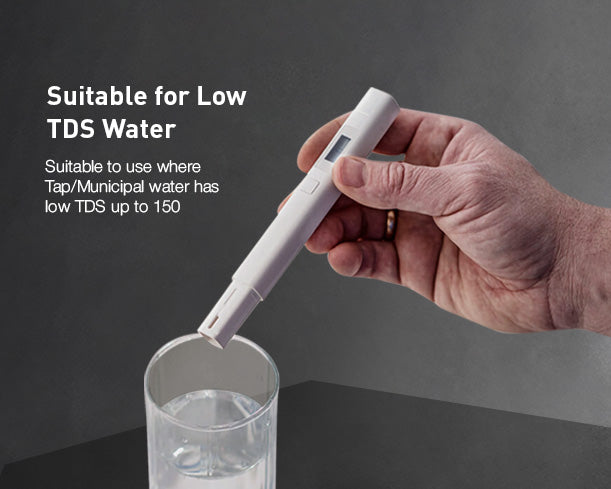 Suitable for Low
TDS Water
Suitable to use where
Tap/Municipal water has
low TDS up to 150